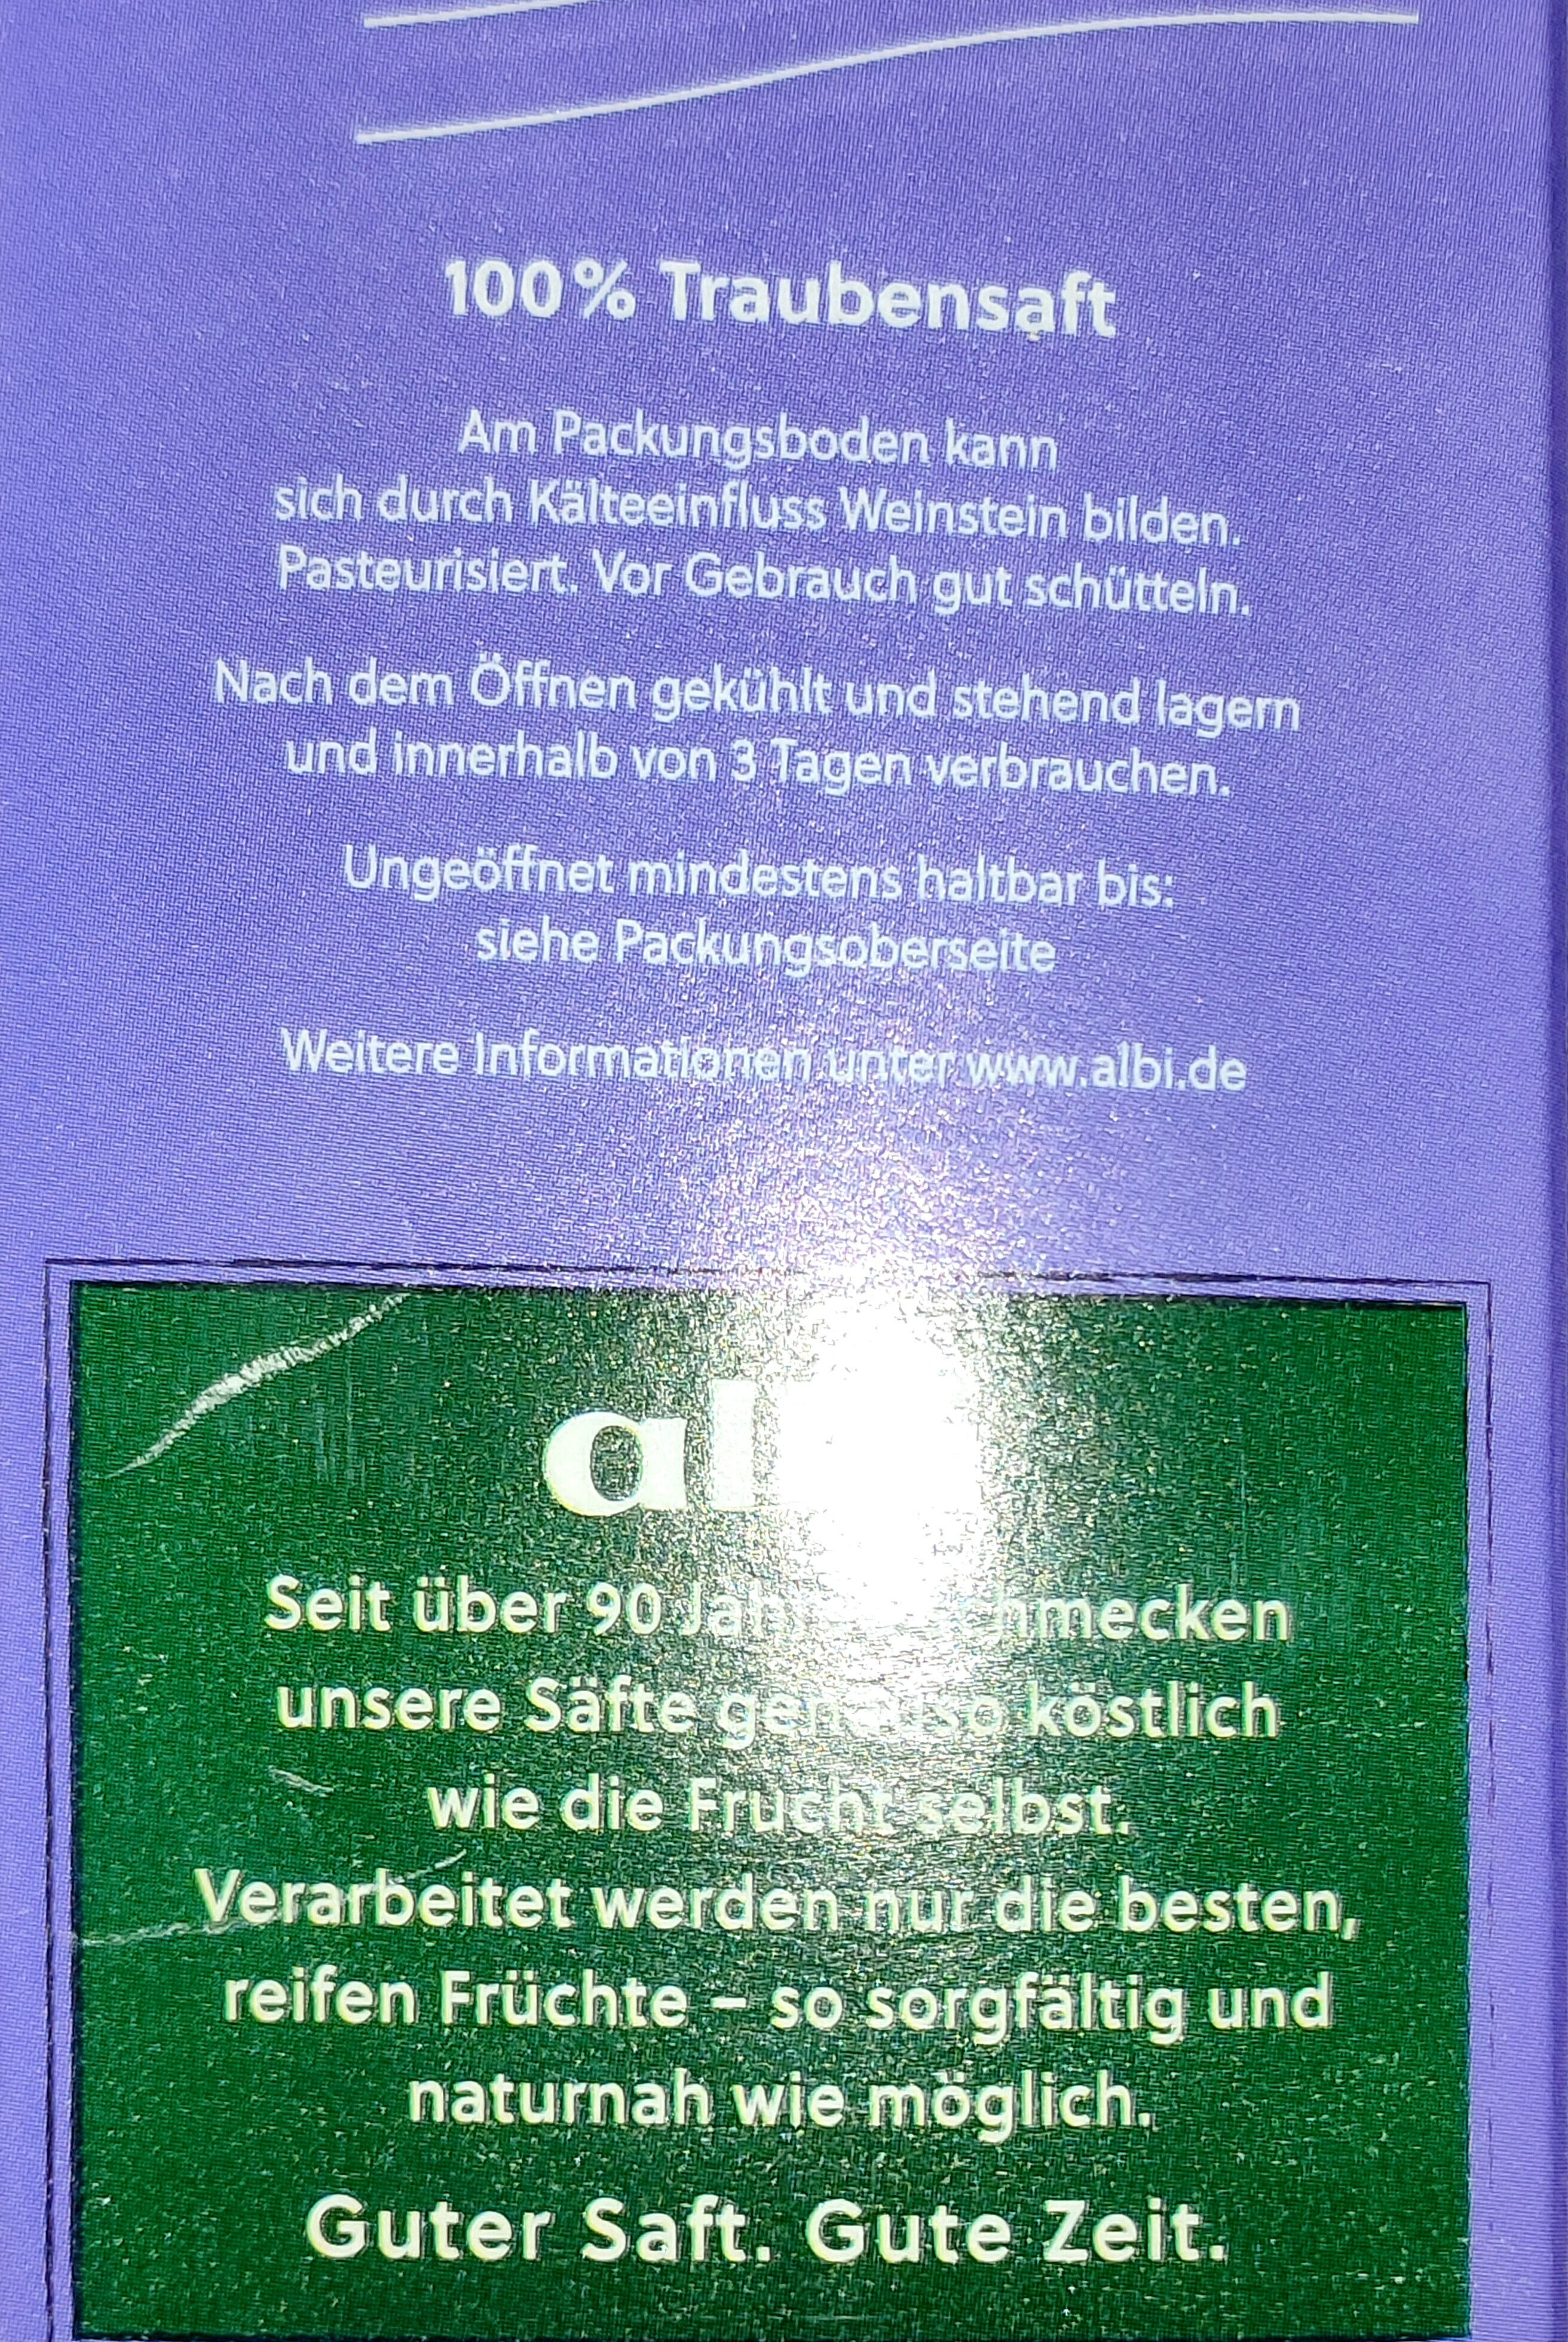 100% Traubensaft
Am Packungsboden kann
sich durch Kälteeinfluss Weinstein bilden.
Pasteurisiert. Vor Gebrauch gut schütteln.
Nach dem Öffnen gekühlt und stehend lagern
und innerhalb von 3 Tagen verbrauchen.
Ungeöffnet mindestens haltbar bis:
siehe Packungsoberseite
Weitere Informationen unter www.albi.de
Seit über 90
unsere Säfte köstlich
wie die Frucht selbst.
Verarbeitet werden nur die besten,
reifen Früchte – so sorgfältig und
naturnah wie möglich.
Guter Saft. Gute Zeit.